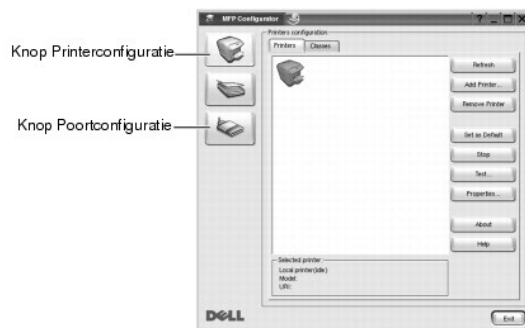 MFP Configurator
Printers configuration
Printers
Classes
Knop Printerconfiguratie
Knop Poortconfiguratie
Refresh
Add Printer...
Remove Printer
Set as Default
Stop
Test...
Properties...
About
Help
Selected printer:
Local printer(idle)
Model:
URI:
DELL
Exit